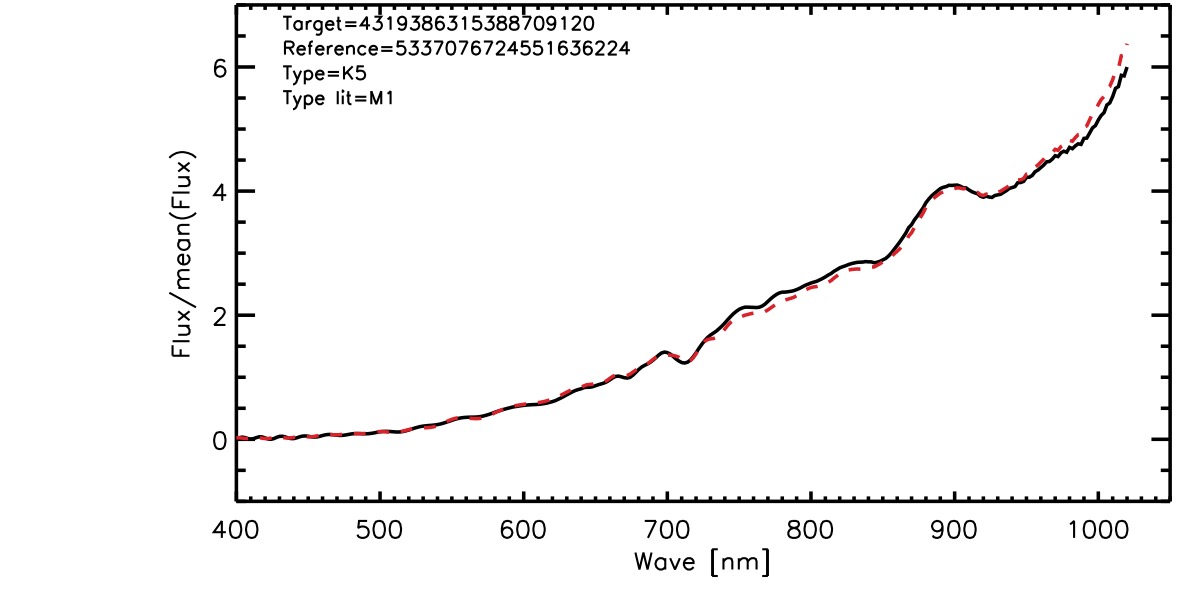 Target=4319386315388709120
Reference=5337076724551636224
Type=K5
Type lit=M1
6
4
2
0
Flux/mean(Flux)
400 500 600 700 800 900 1000
Wave [nm]